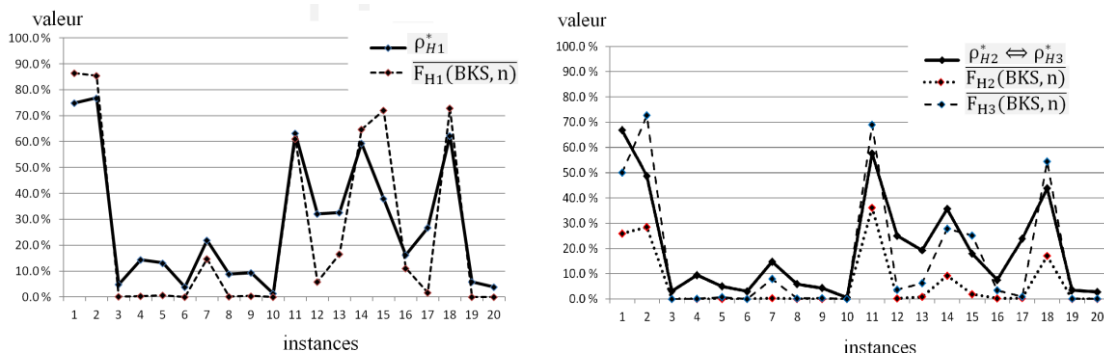 valeur
100.0 %
90.0 %
80.0 %
70.0 %
60.0 %
50.0 %
40.0 %
30.0 %
20.0 %
10.0 %
0.0 %
1 2 3 4 5 6 7 8 9 10 11 12 13 14 15 16 17 18 19 20
instances
ρ*H1
FH1(BKS, n)
valeur
100.0 %
90.0 %
80.0 %
70.0 %
60.0 %
50.0 %
40.0 %
30.0 %
20.0 %
10.0 %
0.0 %
1 2 3 4 5 6 7 8 9 10 11 12 13 14 15 16 17 18 19 20
instances
ρ*H2 ⇔ ρ*H3
FH2(BKS, n)
FH3(BKS, n)